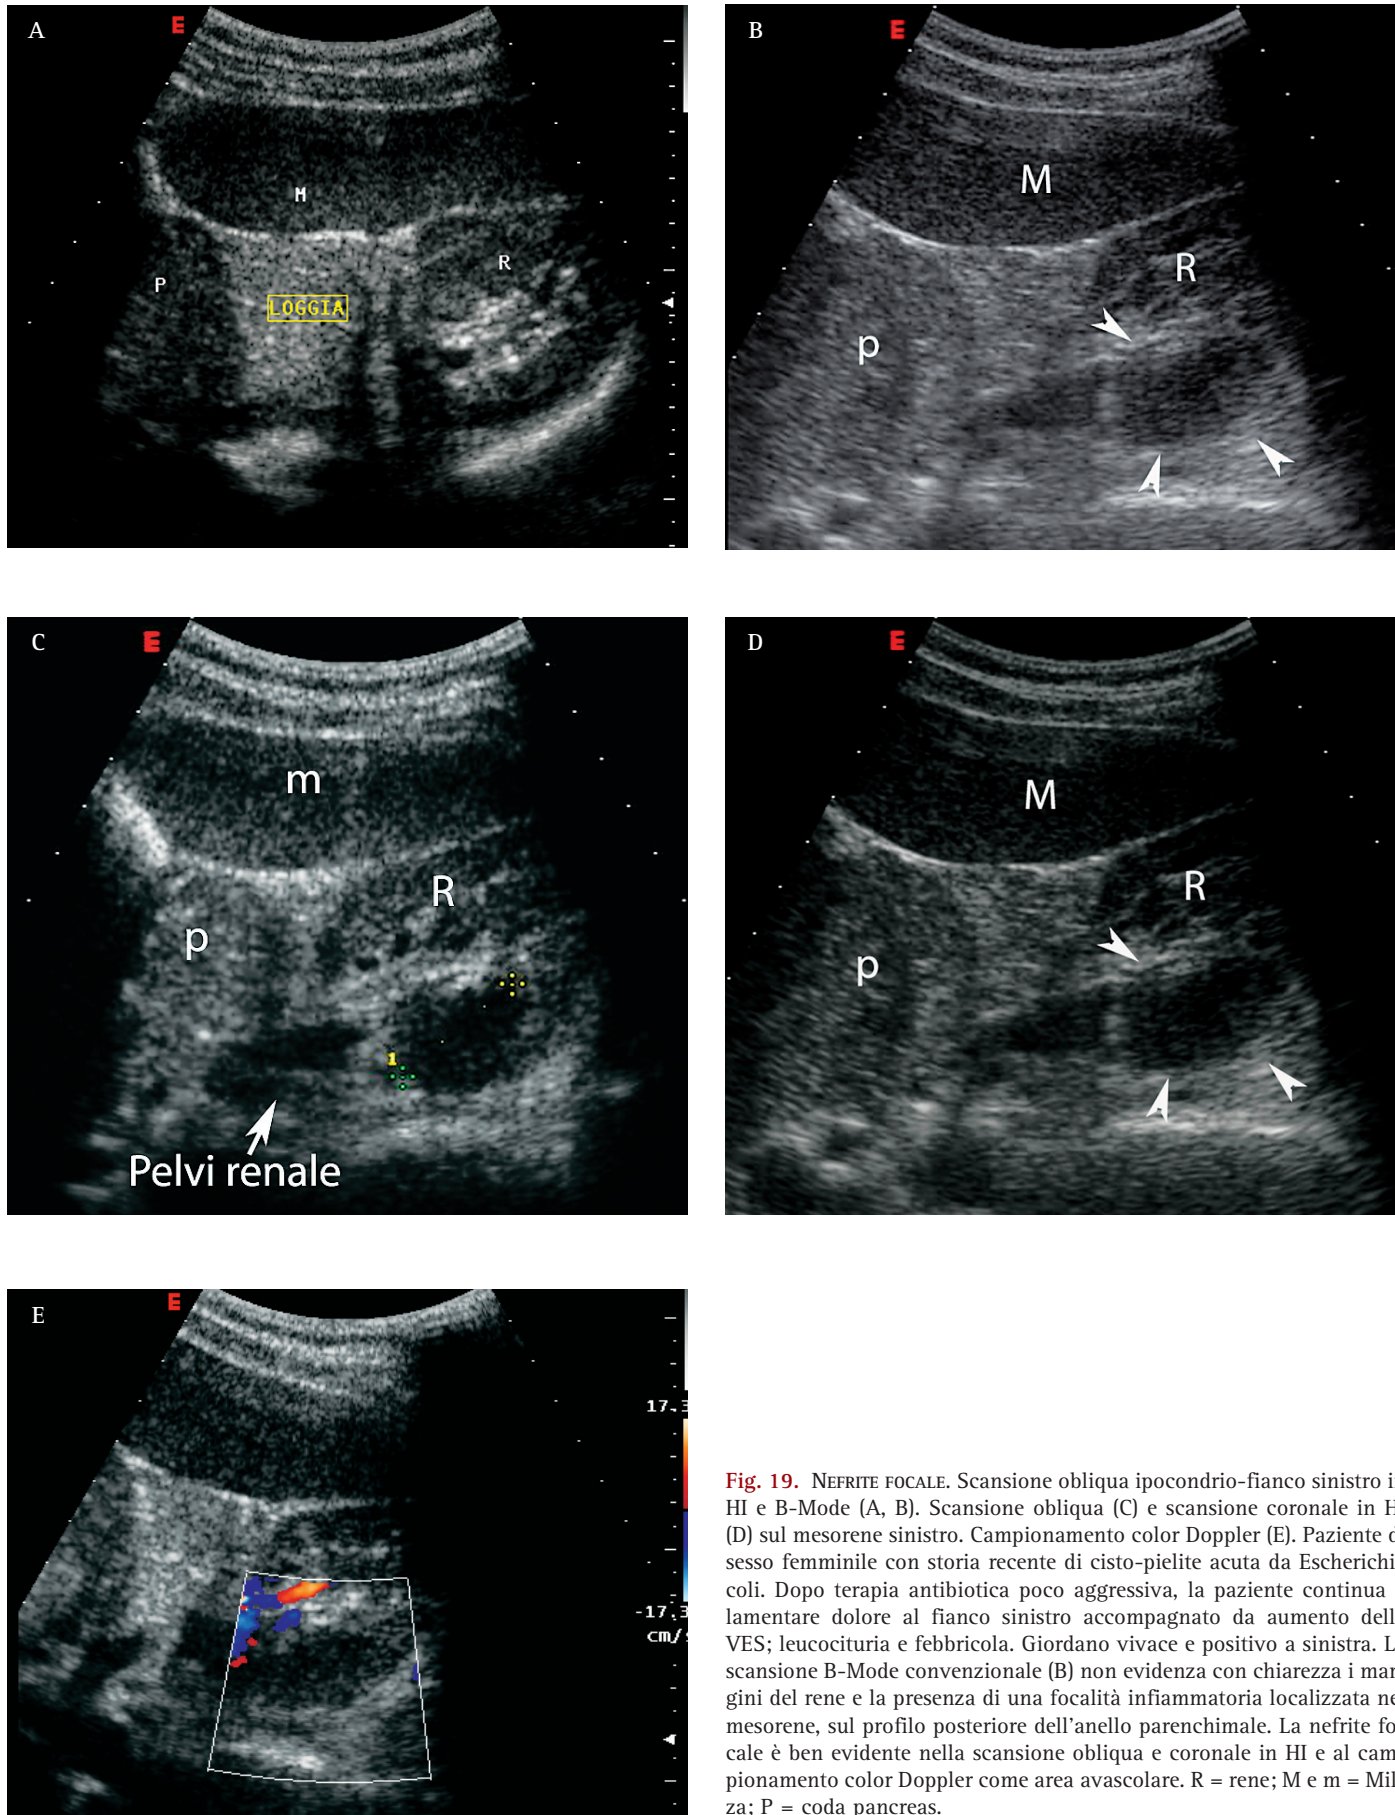 A
E
M
R
P
LOGGIA
B
E
M
R
p
C
E
m
R
p
1
Pelvi renale
D
E
M
R
p
E
E
17.3
-17.3
cm/s
Fig. 19. NEFRITE FOCALE. Scansione obliqua ipocondrio-fianco sinistro i
HI e B-Mode (A, B). Scansione obliqua (C) e scansione coronale in H
(D) sul mesorene sinistro. Campionamento color Doppler (E). Paziente d
sesso femminile con storia recente di cisto-pielite acuta da Escherichi
coli. Dopo terapia antibiotica poco aggressiva, la paziente continua
lamentare dolore al fianco sinistro accompagnato da aumento dell
VES; leucocituria e febbricola. Giordano vivace e positivo a sinistra. L
scansione B-Mode convenzionale (B) non evidenza con chiarezza i mar
gini del rene e la presenza di una focalità infiammatoria localizzata ne
mesorene, sul profilo posteriore dell'anello parenchimale. La nefrite fo
cale è ben evidente nella scansione obliqua e coronale in HI e al cam
pionamento color Doppler come area avascolare. R = rene; M e m = Mil
za; P = coda pancreas.